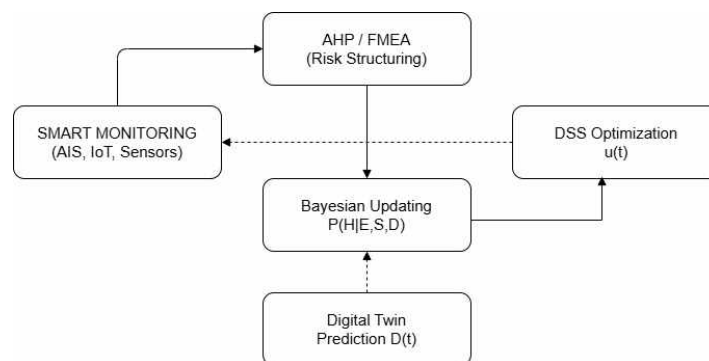 AHP / FMEA
(Risk Structuring)
SMART MONITORING
(AIS, IoT, Sensors)
DSS Optimization
u(t)
Bayesian Updating
P(H|E,S,D)
Digital Twin
Prediction D(t)